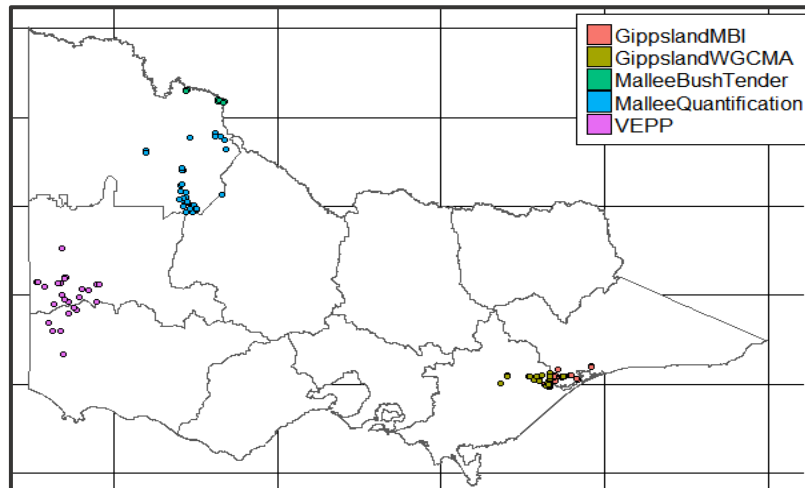 GippslandMBI
GippslandWGCMA
MalleeBushTender
MalleeQuantification
VEPP